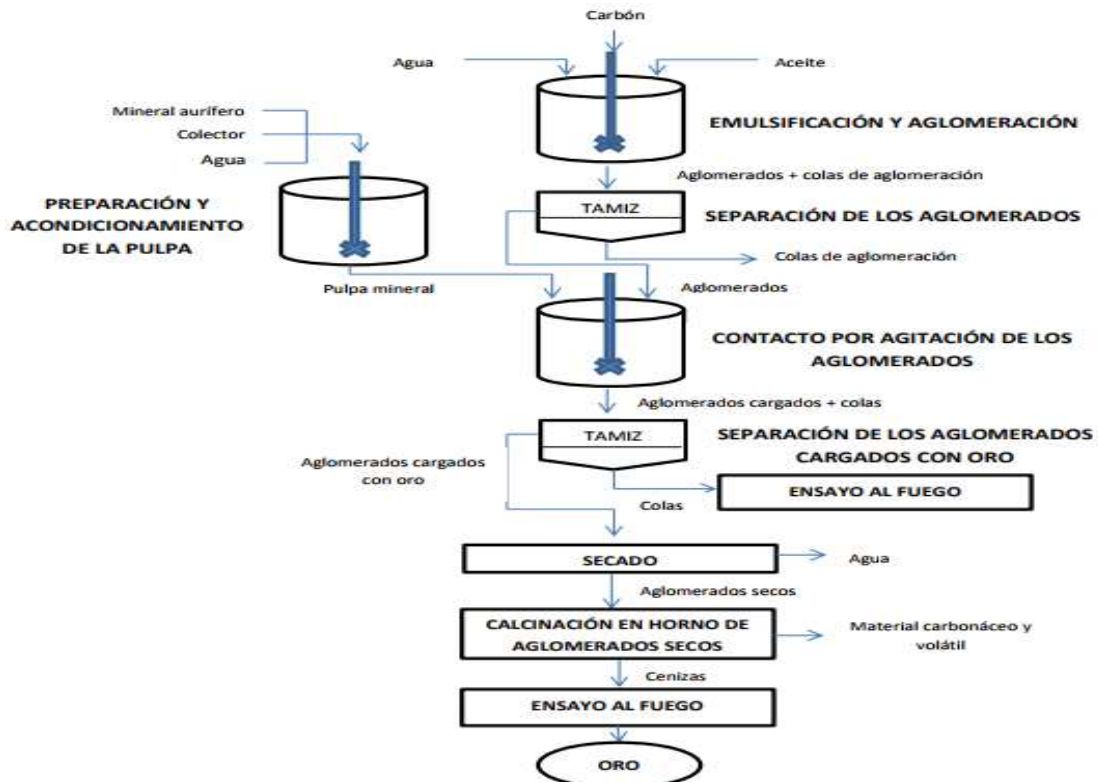 Carbón
Agua
Aceite
Mineral aurífero
Colector
Agua
EMULSIFICACIÓN Y AGLOMERACIÓN
PREPARACIÓN Y
ACONDICIONAMIENTO
DE LA PULPA
Aglomerados + colas de aglomeración
TAMIZ
SEPARACIÓN DE LOS AGLOMERADOS
Colas de aglomeración
Pulpa mineral
Aglomerados
CONTACTO POR AGITACIÓN DE LOS
AGLOMERADOS
Aglomerados cargados + colas
TAMIZ
SEPARACIÓN DE LOS AGLOMERADOS
CARGADOS CON ORO
Aglomerados cargados
con oro
ENSAYO AL FUEGO
Colas
SECADO
Agua
Aglomerados secos
CALCINACIÓN EN HORNO DE
AGLOMERADOS SECOS
Material carbonáceo y
volátil
Cenizas
ENSAYO AL FUEGO
ORO